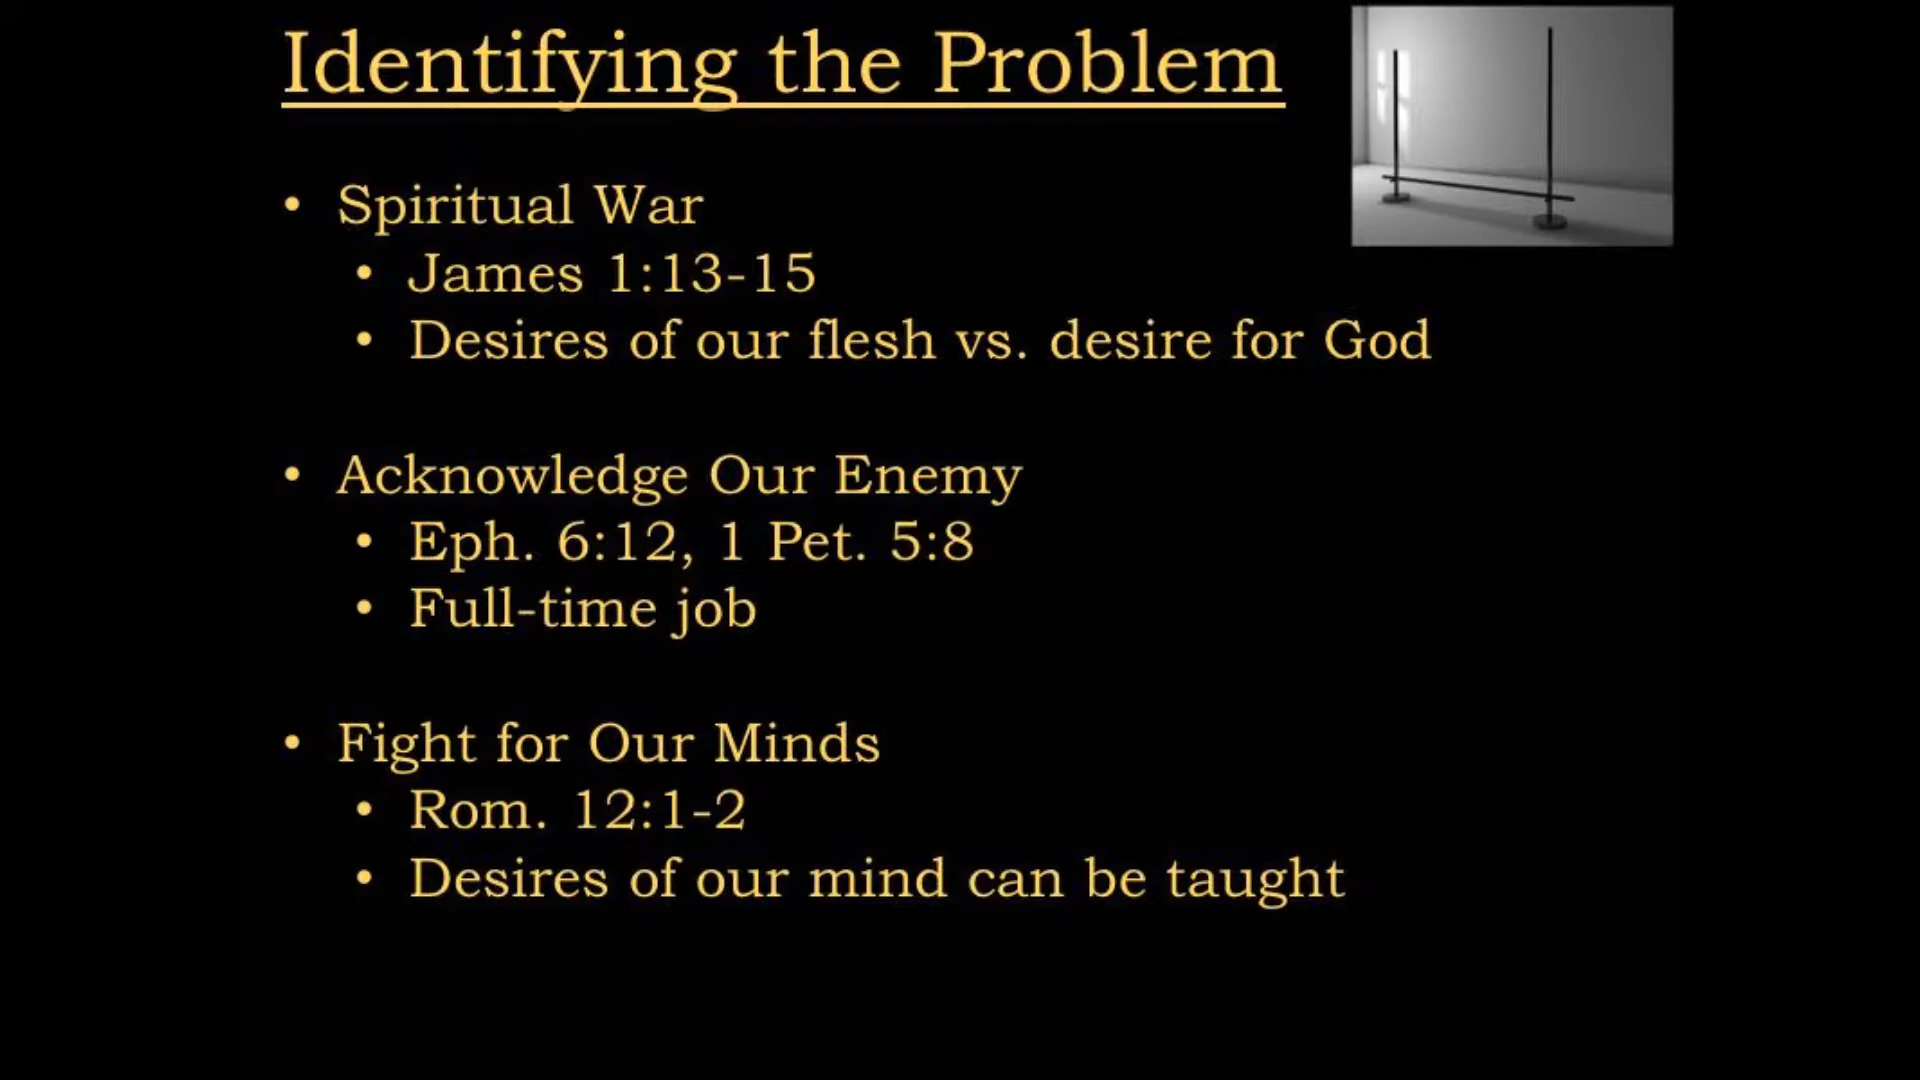 Identifying the Problem
• Spiritual War
• James 1:13-15
• Desires of our flesh vs. desire for God
• Acknowledge Our Enemy
• Eph. 6:12, 1 Pet. 5:8
• Full-time job
• Fight for Our Minds
• Rom. 12:1-2
• Desires of our mind can be taught